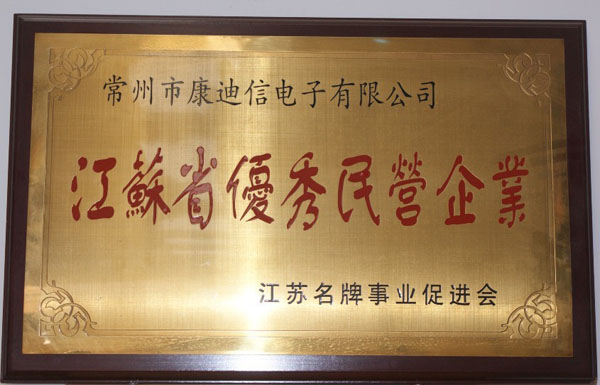 常州市康迪信电子有限公司
江蘇省優秀民營企業
江苏名牌事业促进会